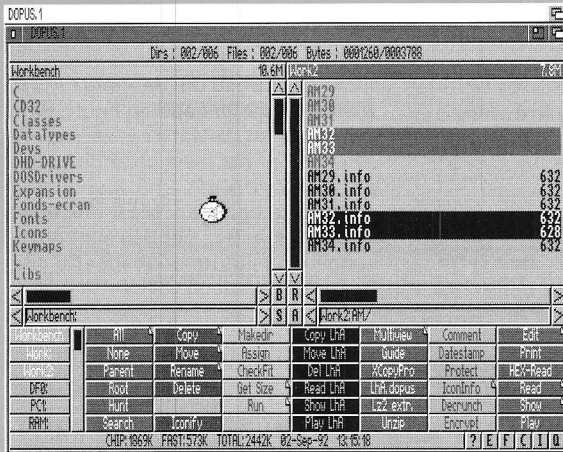 DOPUS.1
DOPUS.1
Dirs : 002/006 Files : 002/006 Bytes : 0001260/0003788
Workbench 10.6M Work2 7.8M
C
CD32
Classes
DataTypes
Devs
DHD-DRIVE
DOSDrivers
Expansion
Fonds-ecran
Fonts
Icons
Keymaps
L
Libs
AM29
AM30
AM31
AM32
AM33
AM34
AM29.info 632
AM30.info 632
AM31.info 632
AM32.info 632
AM33.info 628
AM34.info 632
B R
Workbench: S A Work2:AM/
Workbench: All Copy Makedir Copy LhA Multiview Comment Edit
Work: None Move Assign Move LhA Guide Datestamp Print
Work2: Parent Rename CheckFit Del LhA XCopyPro Protect HEX-Read
DF0: Root Delete Get Size Read LhA LhA.dopus IconInfo Read
PC1: Hunt Run Show LhA Lz2 extr. Decrunch Show
RAM: Search Iconify Play LhA Unzip Encrypt Play
CHIP:1869K FAST:573K TOTAL:2442K 02-Sep-92 13:15:18 ? E F C I Q